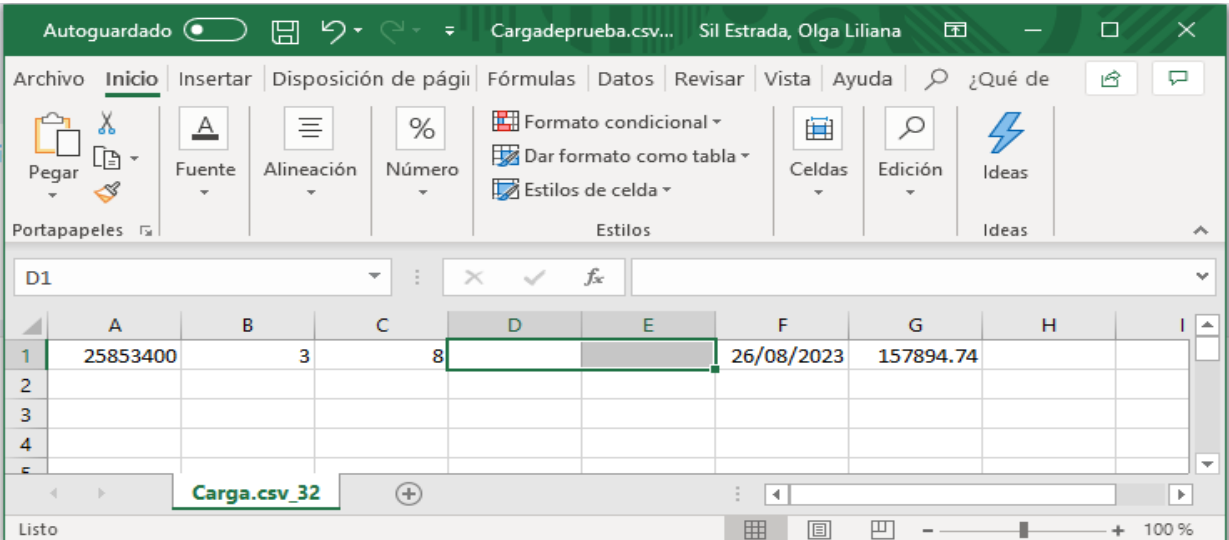 Autoguardado Cargadeprueba.csv... Sil Estrada, Olga Liliana
Archivo Inicio Insertar Disposición de págii Fórmulas Datos Revisar Vista Ayuda ¿Qué de
Pegar Fuente Alineación % Número Formato condicional Celdas Edición Ideas
Dar formato como tabla
Estilos de celda
Portapapeles Estilos Ideas
D1 fx
A B C D E F G H I
1 25853400 3 8 26/08/2023 157894.74
2
3
4
5
Carga.csv_32
Listo - + 100 %